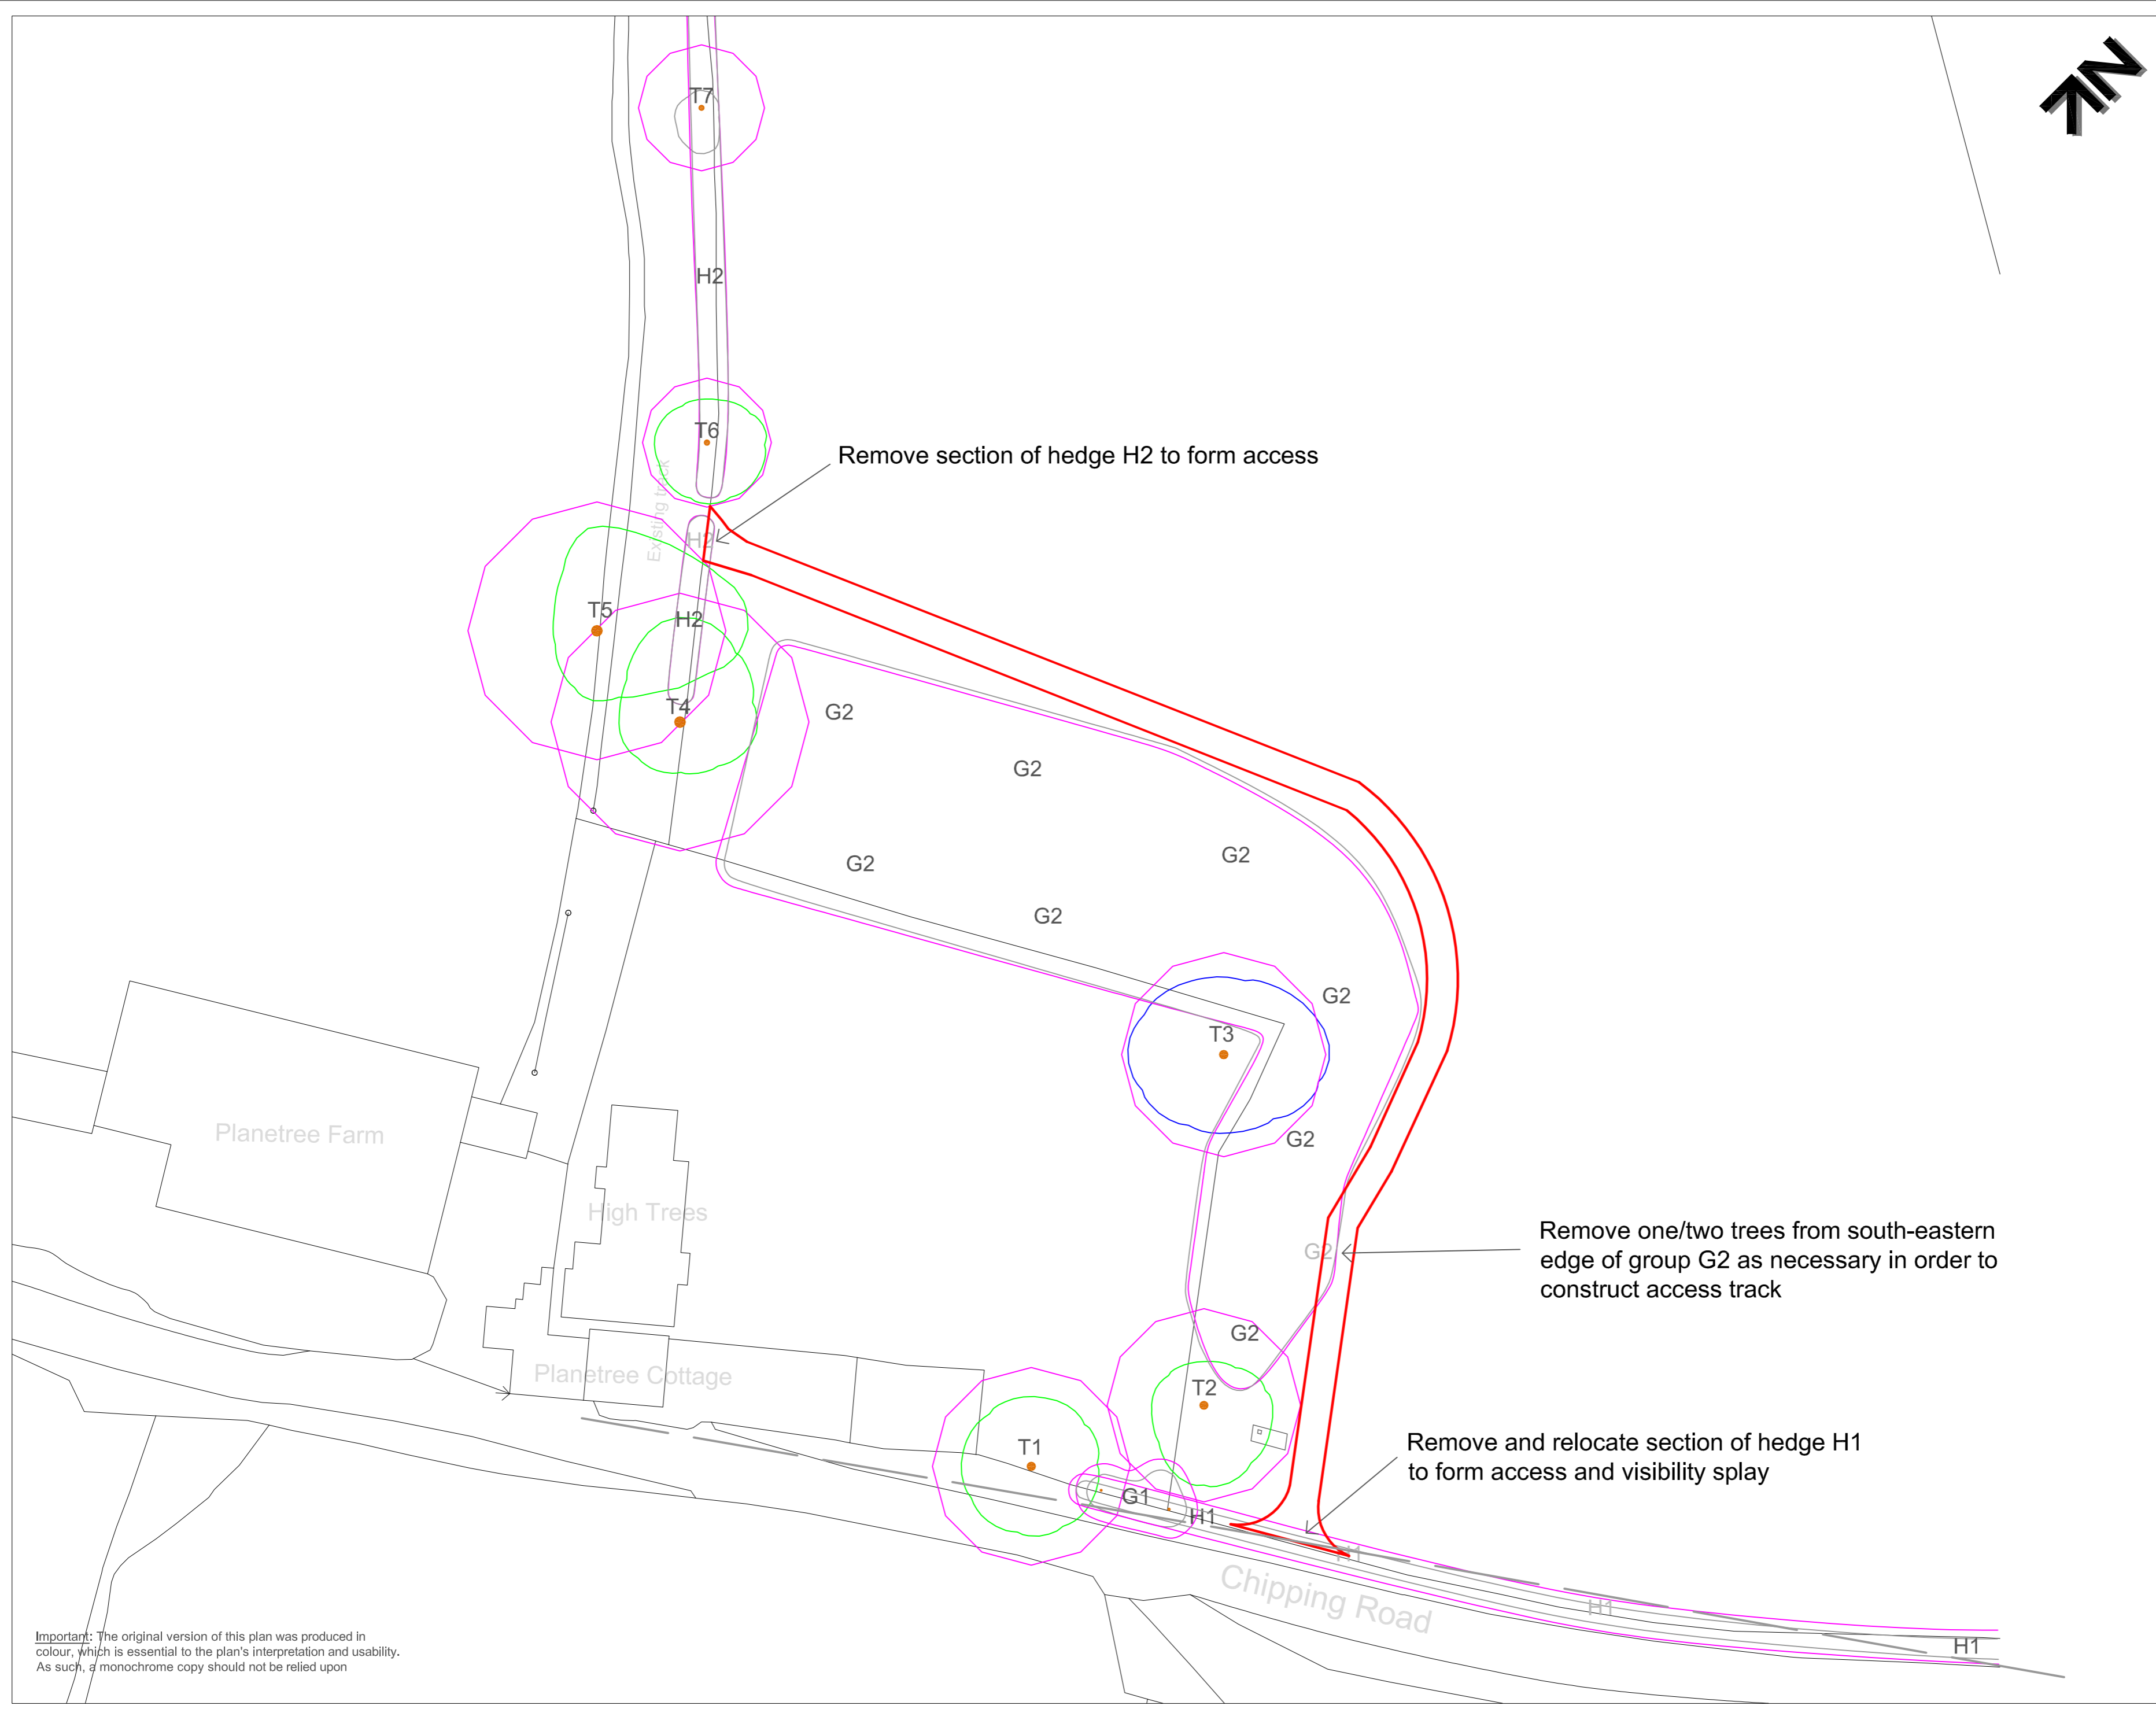 N
T7
H2
T6
Remove section of hedge H2 to form access
Existing track
H2
T5
H2
T4
G2
G2
G2
G2
G2
G2
T3
G2
Planetree Farm
High Trees
Remove one/two trees from south-eastern
edge of group G2 as necessary in order to
construct access track
G2
G2
Planetree Cottage
T2
T1
Remove and relocate section of hedge H1
to form access and visibility splay
G1
H1
H1
Chipping Road
H1
H1
Important: The original version of this plan was produced in
colour, which is essential to the plan's interpretation and usability.
As such, a monochrome copy should not be relied upon